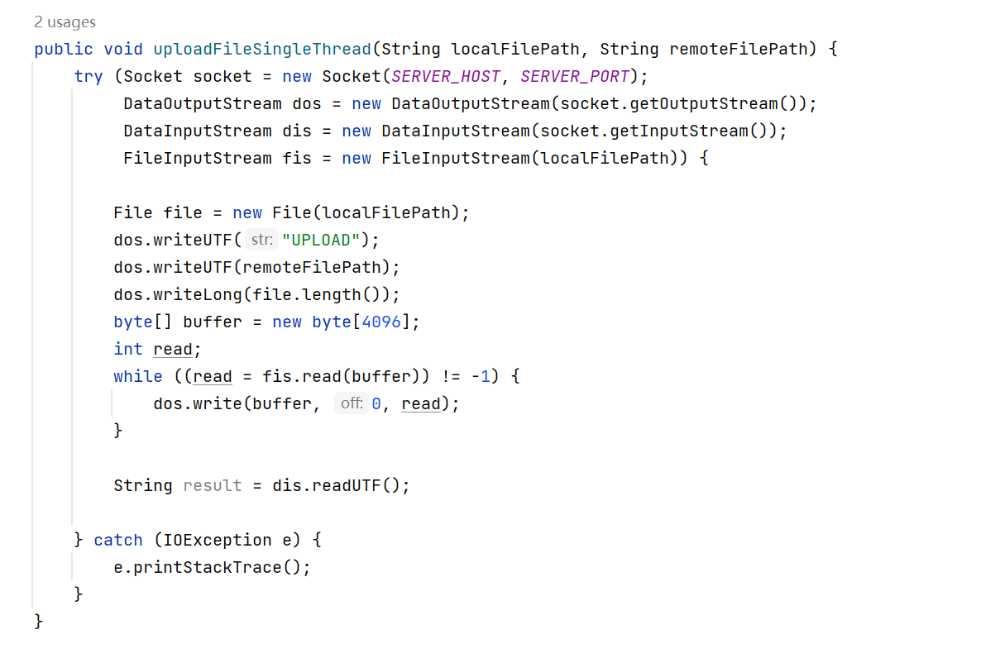 2 usages
public void uploadFileSingleThread(String localFilePath, String remoteFilePath) {
try (Socket socket = new Socket(SERVER_HOST, SERVER_PORT);
DataOutputStream dos = new DataOutputStream(socket.getOutputStream());
DataInputStream dis = new DataInputStream(socket.getInputStream());
FileInputStream fis = new FileInputStream(localFilePath)) {
File file = new File(localFilePath);
dos.writeUTF( str: "UPLOAD");
dos.writeUTF(remoteFilePath);
dos.writeLong(file.length());
byte[] buffer = new byte[4096];
int read;
while ((read = fis.read(buffer)) != -1) {
dos.write(buffer, off: 0, read);
}
String result = dis.readUTF();
} catch (IOException e) {
e.printStackTrace();
}
}